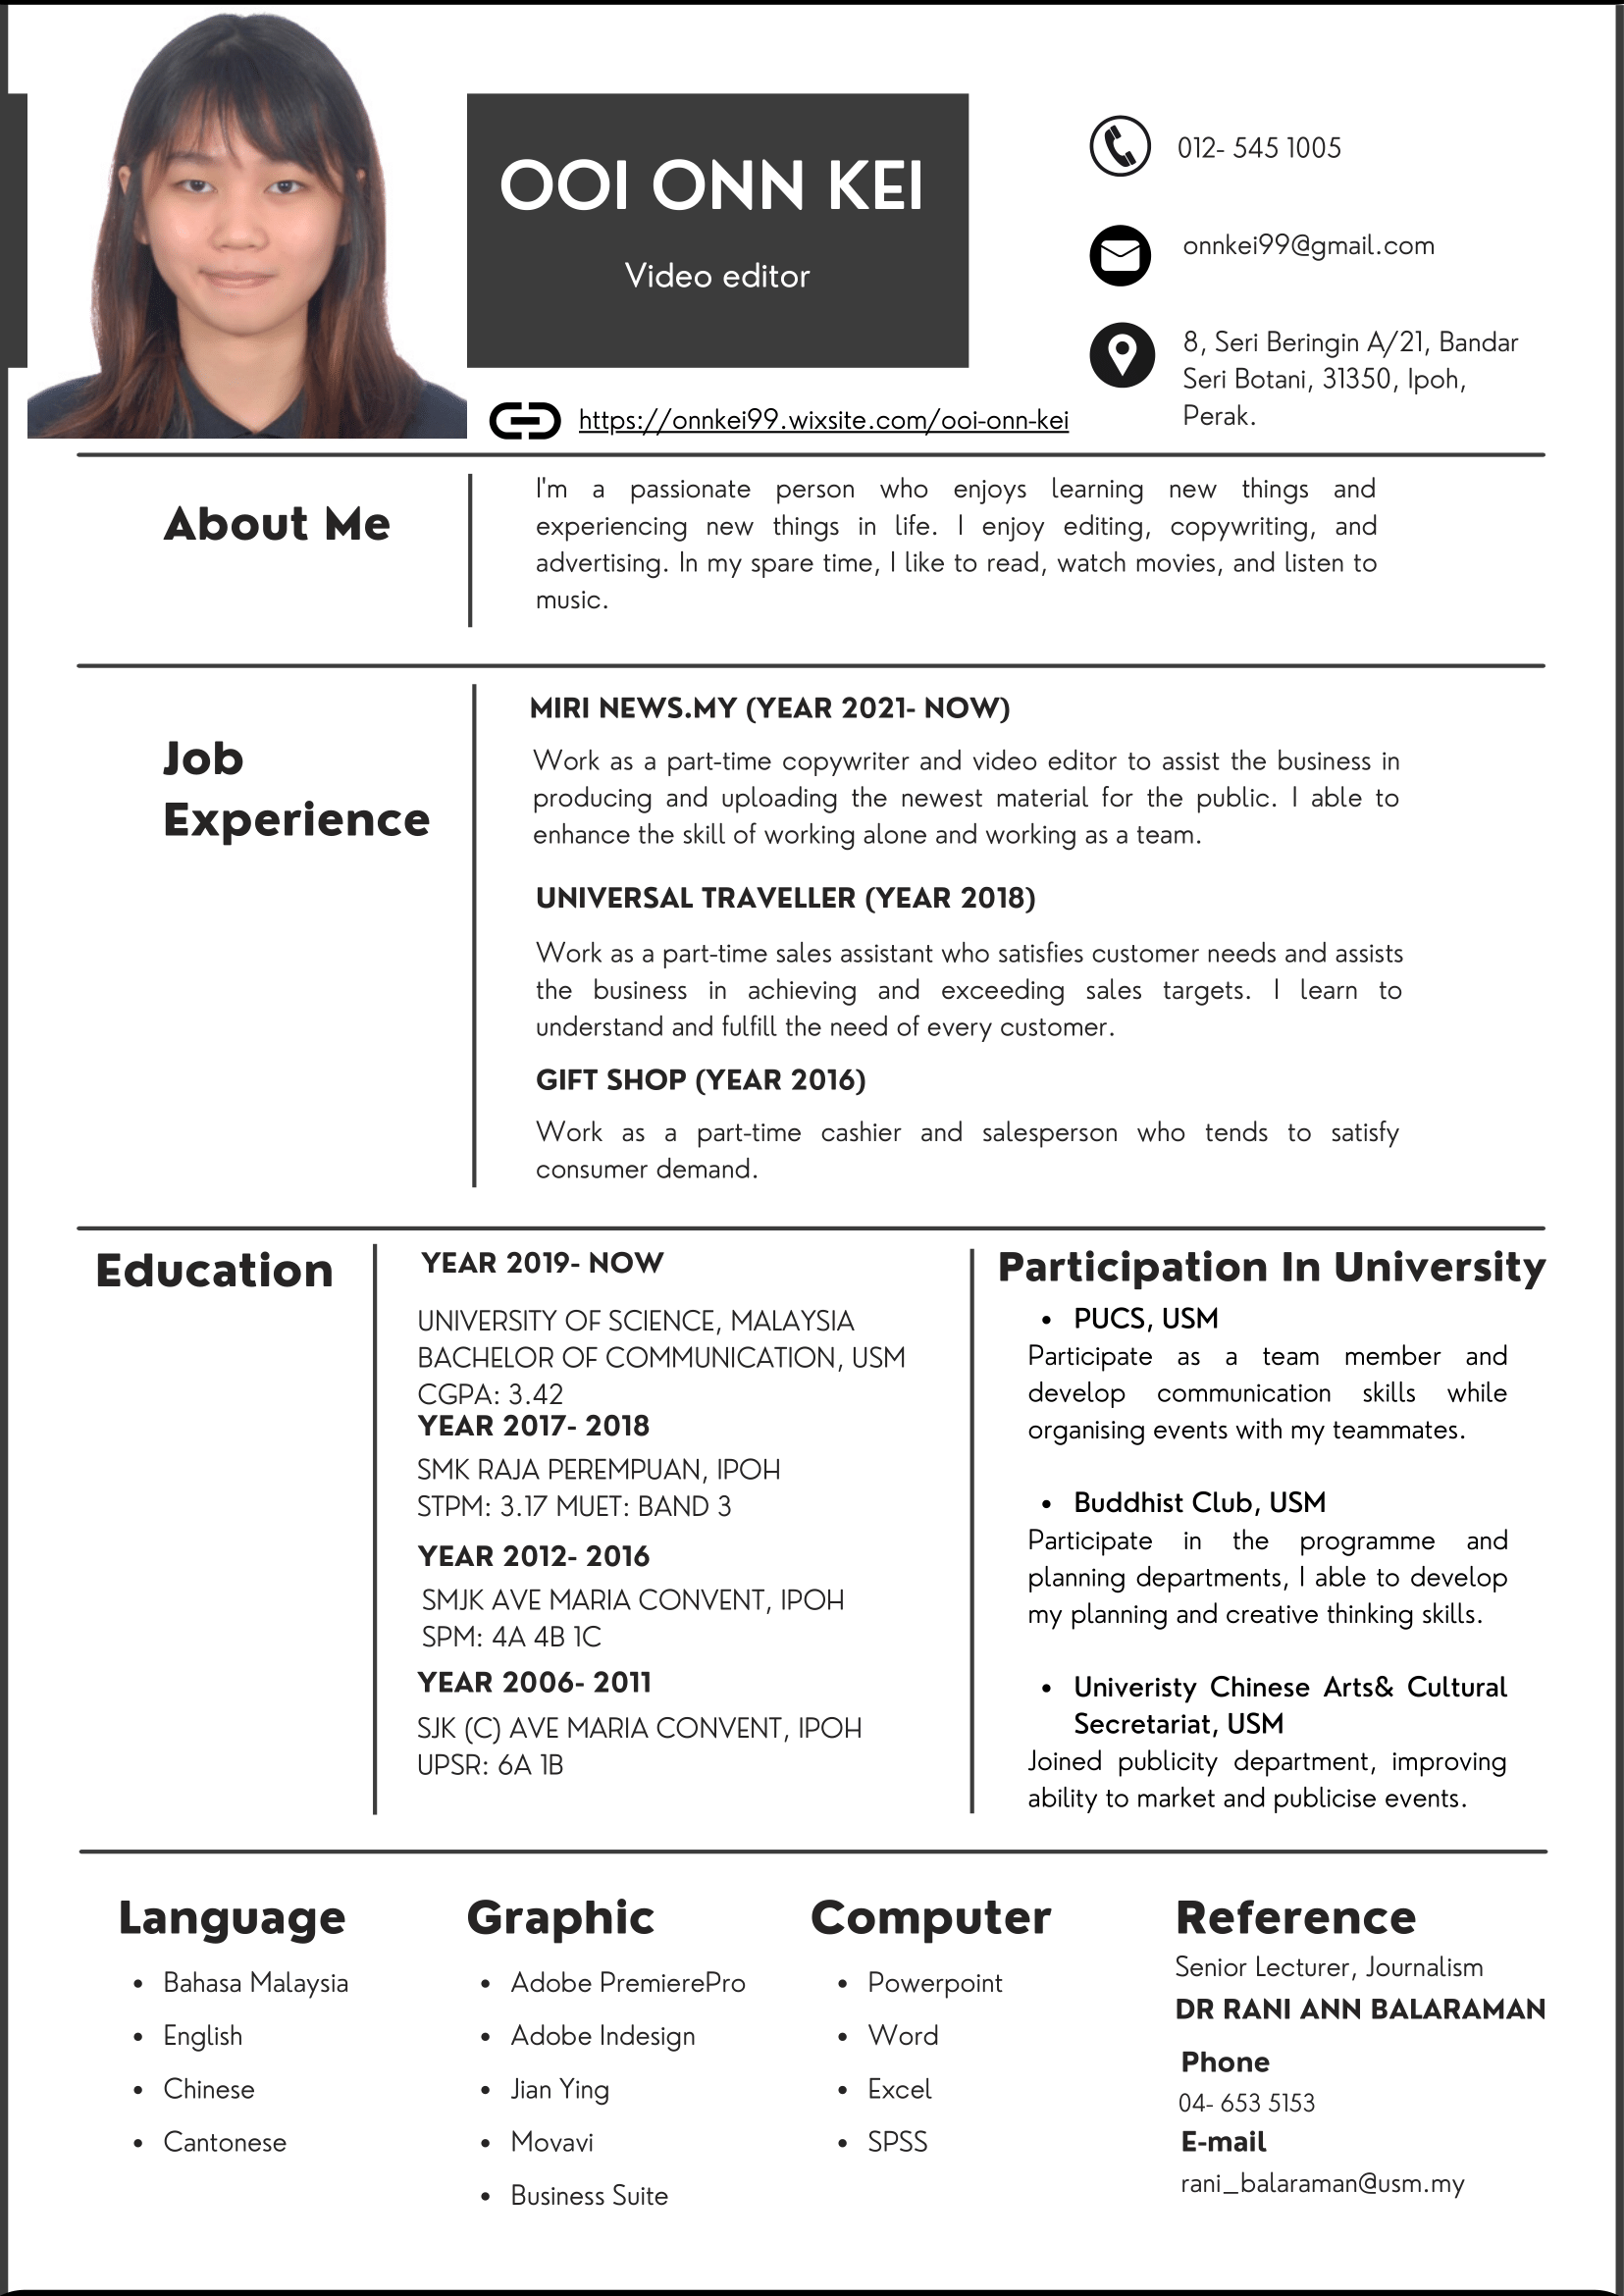 OOI ONN KEI
Video editor
012- 545 1005
onnkei99@gmail.com
8, Seri Beringin A/21, Bandar
Seri Botani, 31350, Ipoh,
Perak.
https://onnkei99.wixsite.com/ooi-onn-kei
About Me
I'm a passionate person who enjoys learning new things and
experiencing new things in life. I enjoy editing, copywriting, and
advertising. In my spare time, I like to read, watch movies, and listen to
music.
Job
Experience
MIRI NEWS.MY (YEAR 2021- NOW)
Work as a part-time copywriter and video editor to assist the business in
producing and uploading the newest material for the public. I able to
enhance the skill of working alone and working as a team.
UNIVERSAL TRAVELLER (YEAR 2018)
Work as a part-time sales assistant who satisfies customer needs and assists
the business in achieving and exceeding sales targets. I learn to
understand and fulfill the need of every customer.
GIFT SHOP (YEAR 2016)
Work as a part-time cashier and salesperson who tends to satisfy
consumer demand.
Education
YEAR 2019- NOW
UNIVERSITY OF SCIENCE, MALAYSIA
BACHELOR OF COMMUNICATION, USM
CGPA: 3.42
YEAR 2017- 2018
SMK RAJA PEREMPUAN, IPOH
STPM: 3.17 MUET: BAND 3
YEAR 2012- 2016
SMJK AVE MARIA CONVENT, IPOH
SPM: 4A 4B 1C
YEAR 2006- 2011
SJK (C) AVE MARIA CONVENT, IPOH
UPSR: 6A 1B
Participation In University
• PUCS, USM
Participate as a team member and
develop communication skills while
organising events with my teammates.
• Buddhist Club, USM
Participate in the programme and
planning departments, I able to develop
my planning and creative thinking skills.
• Univeristy Chinese Arts& Cultural
Secretariat, USM
Joined publicity department, improving
ability to market and publicise events.
Language
• Bahasa Malaysia
• English
• Chinese
• Cantonese
Graphic
• Adobe PremierePro
• Adobe Indesign
• Jian Ying
• Movavi
• Business Suite
Computer
• Powerpoint
• Word
• Excel
• SPSS
Reference
Senior Lecturer, Journalism
DR RANI ANN BALARAMAN
Phone
04- 653 5153
E-mail
rani_balaraman@usm.my